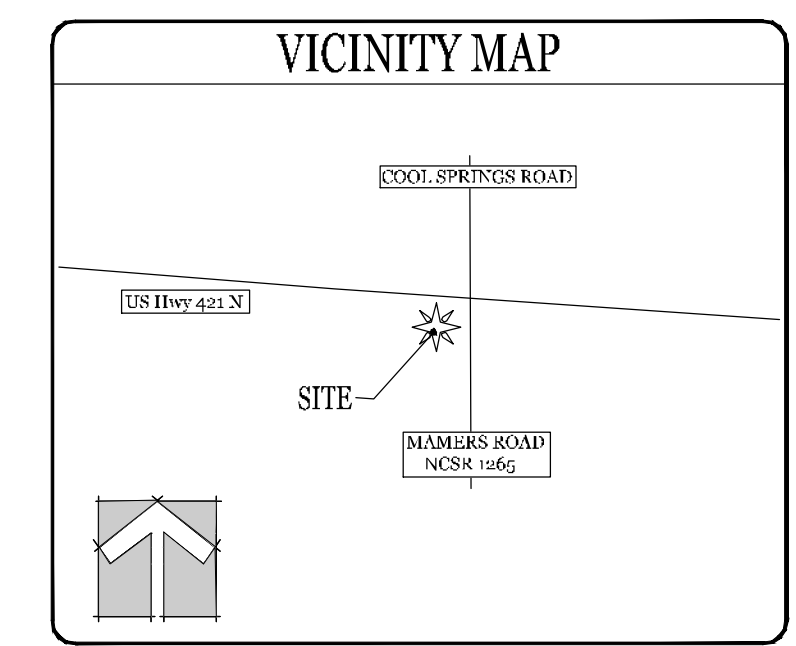 VICINITY MAP
COOL SPRINGS ROAD
US Hwy 421 N
SITE
MAMERS ROAD
NCSR 1265